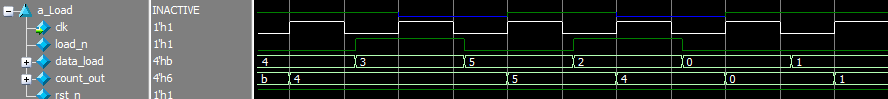 a_Load INACTIVE
clk 1'h1
load_n 1'h1
data_load 4'hb 4 3 5 2 0 1
count_out 4'h6 b 4 5 4 0 1
rst_n 1'h1